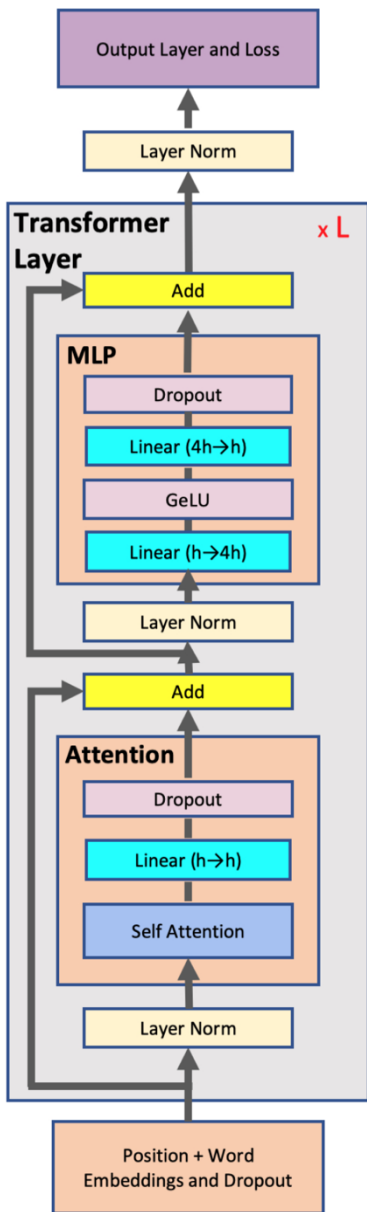 Output Layer and Loss
Layer Norm
Transformer
Layer
x L
Add
MLP
Dropout
Linear (4h→h)
GeLU
Linear (h→4h)
Layer Norm
Add
Attention
Dropout
Linear (h→h)
Self Attention
Layer Norm
Position + Word
Embeddings and Dropout